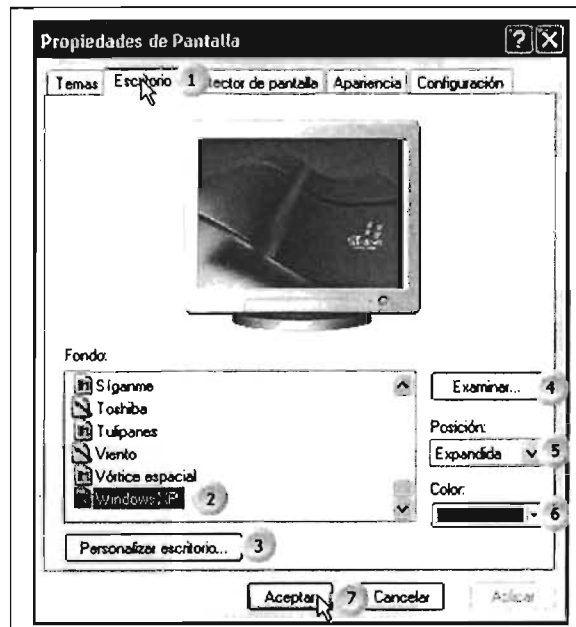 Propiedades de Pantalla
Temas Escritorio 1 tector de pantalla Apariencia Configuración
Fondo:
Síganme
Toshiba
Tulipanes
Viento
Vórtice espacial
Windows XP 2
Examinar... 4
Posición:
Expandida 5
Color:
6
Personalizar escritorio... 3
Aceptar 7 Cancelar Aplicar